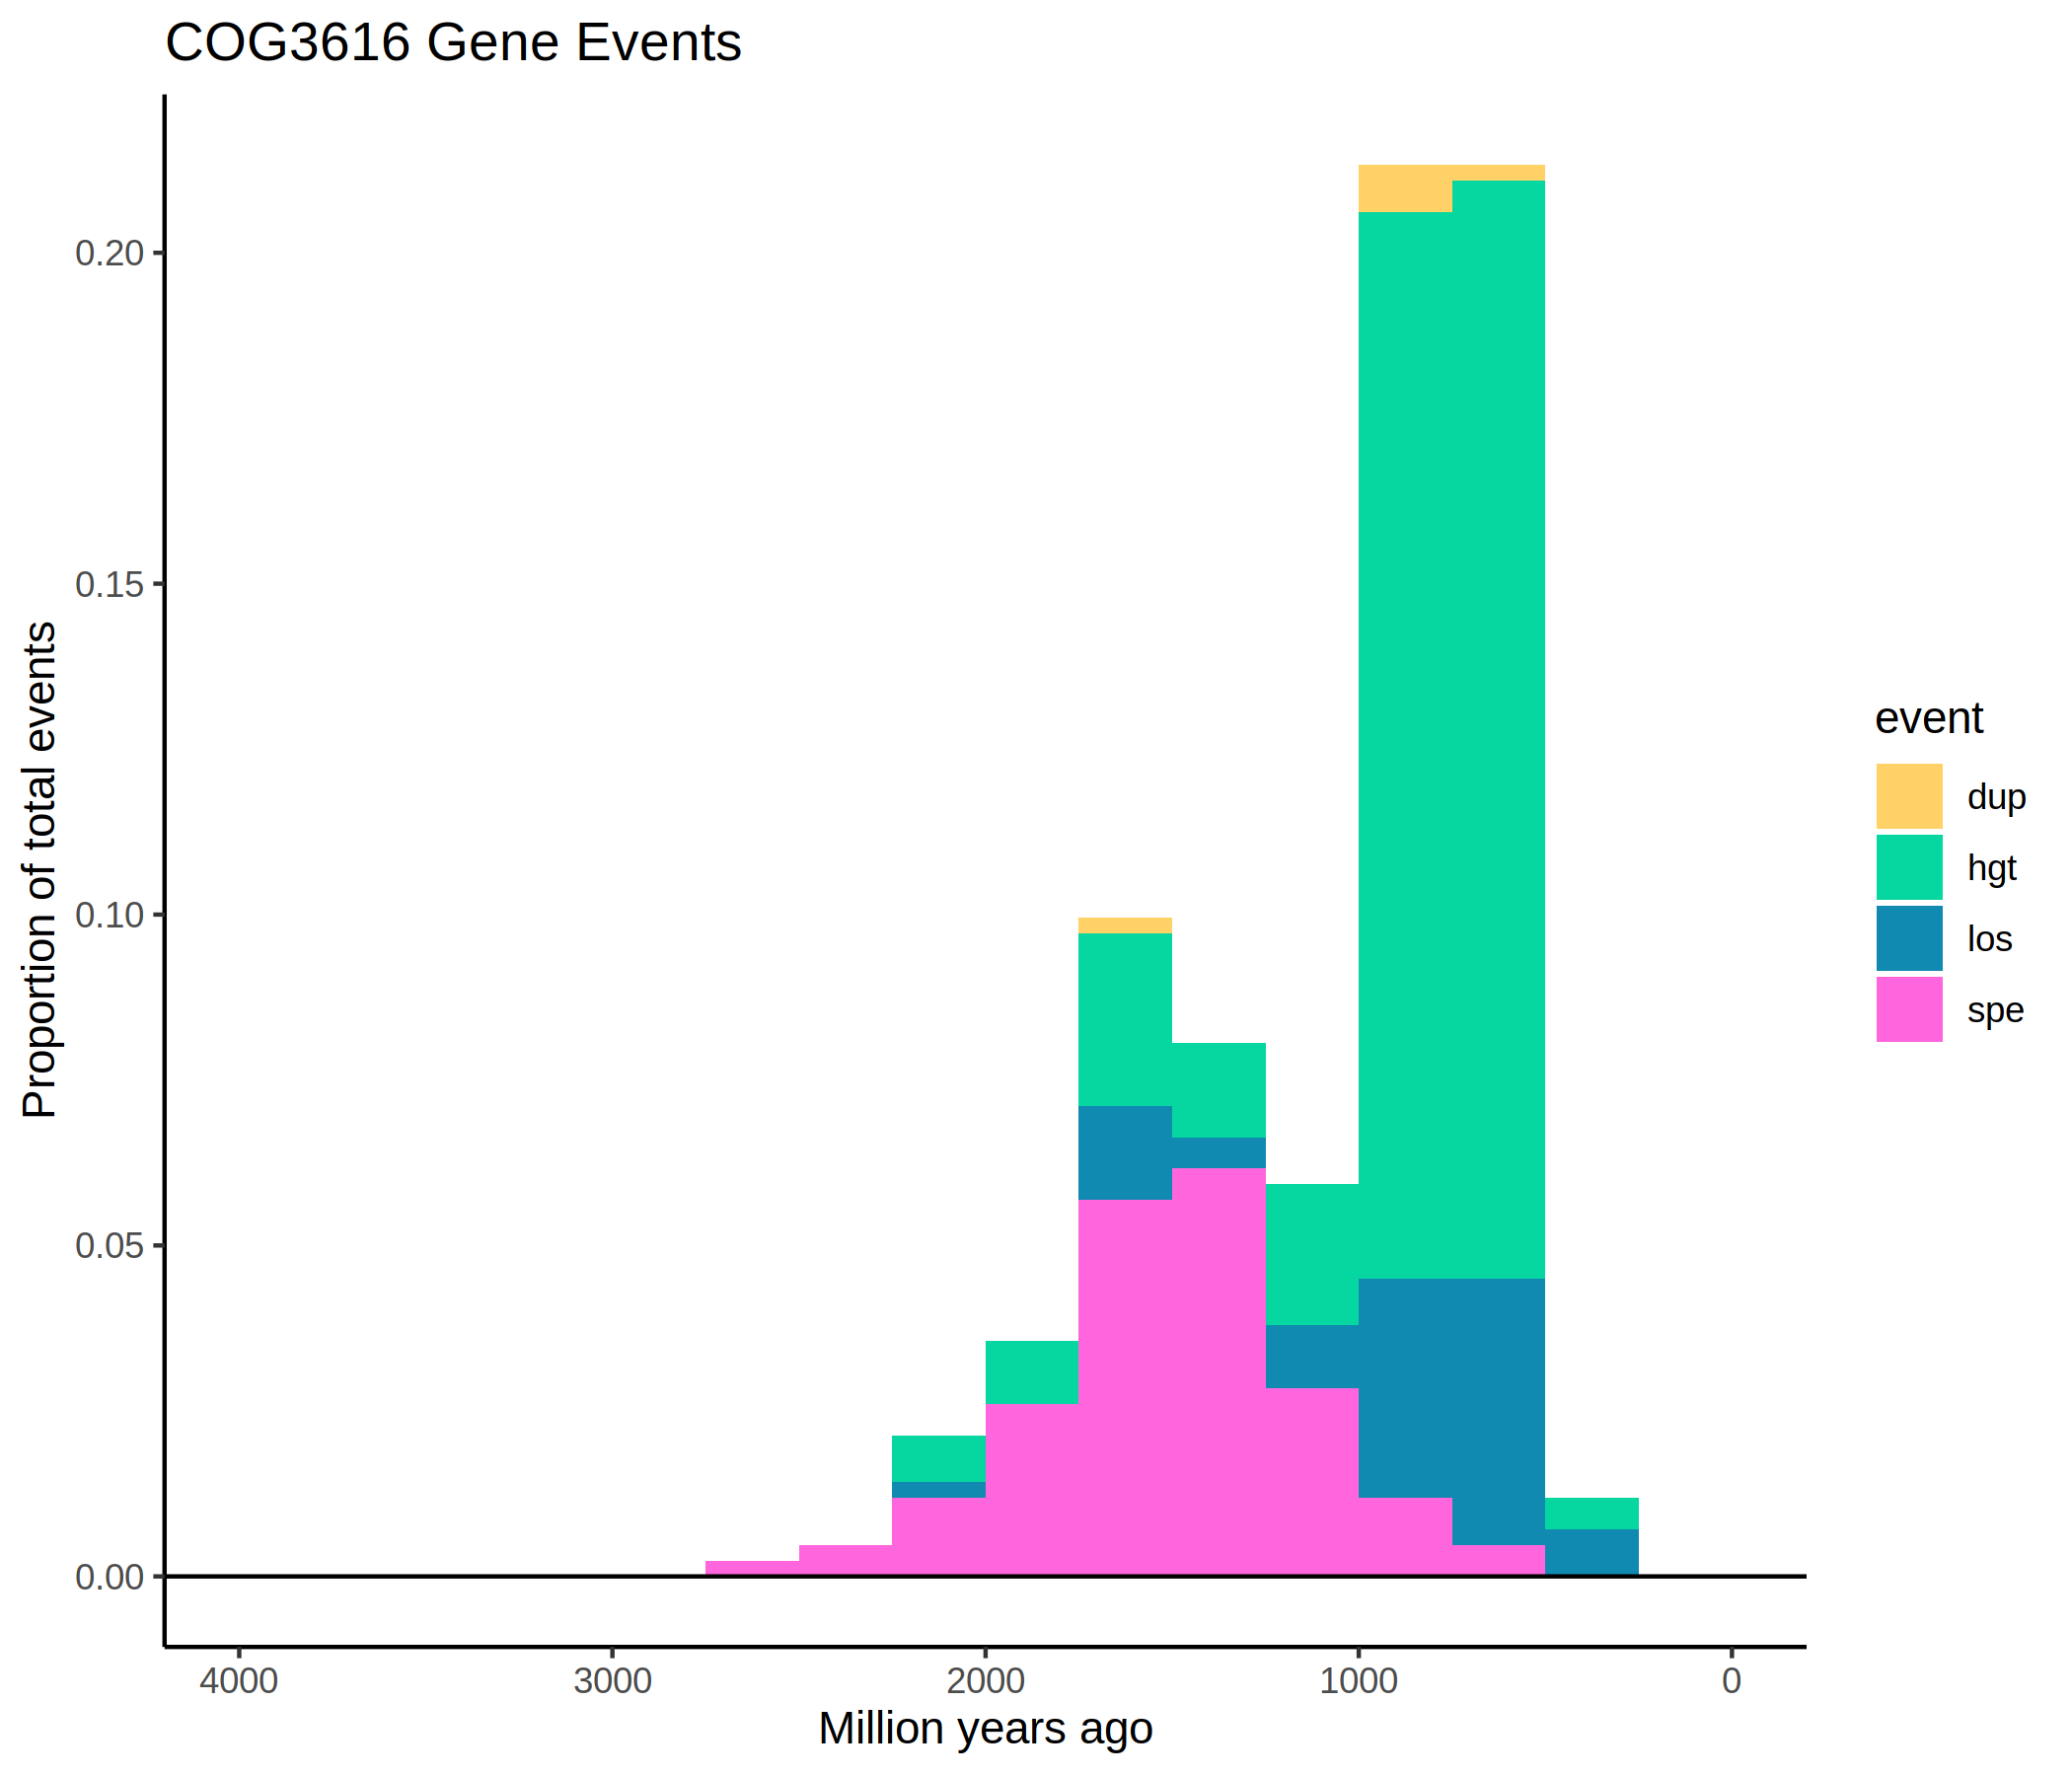 COG3616 Gene Events
Proportion of total events
0.20
0.15
0.10
0.05
0.00
4000
3000
2000
1000
0
Million years ago
event
dup
hgt
los
spe